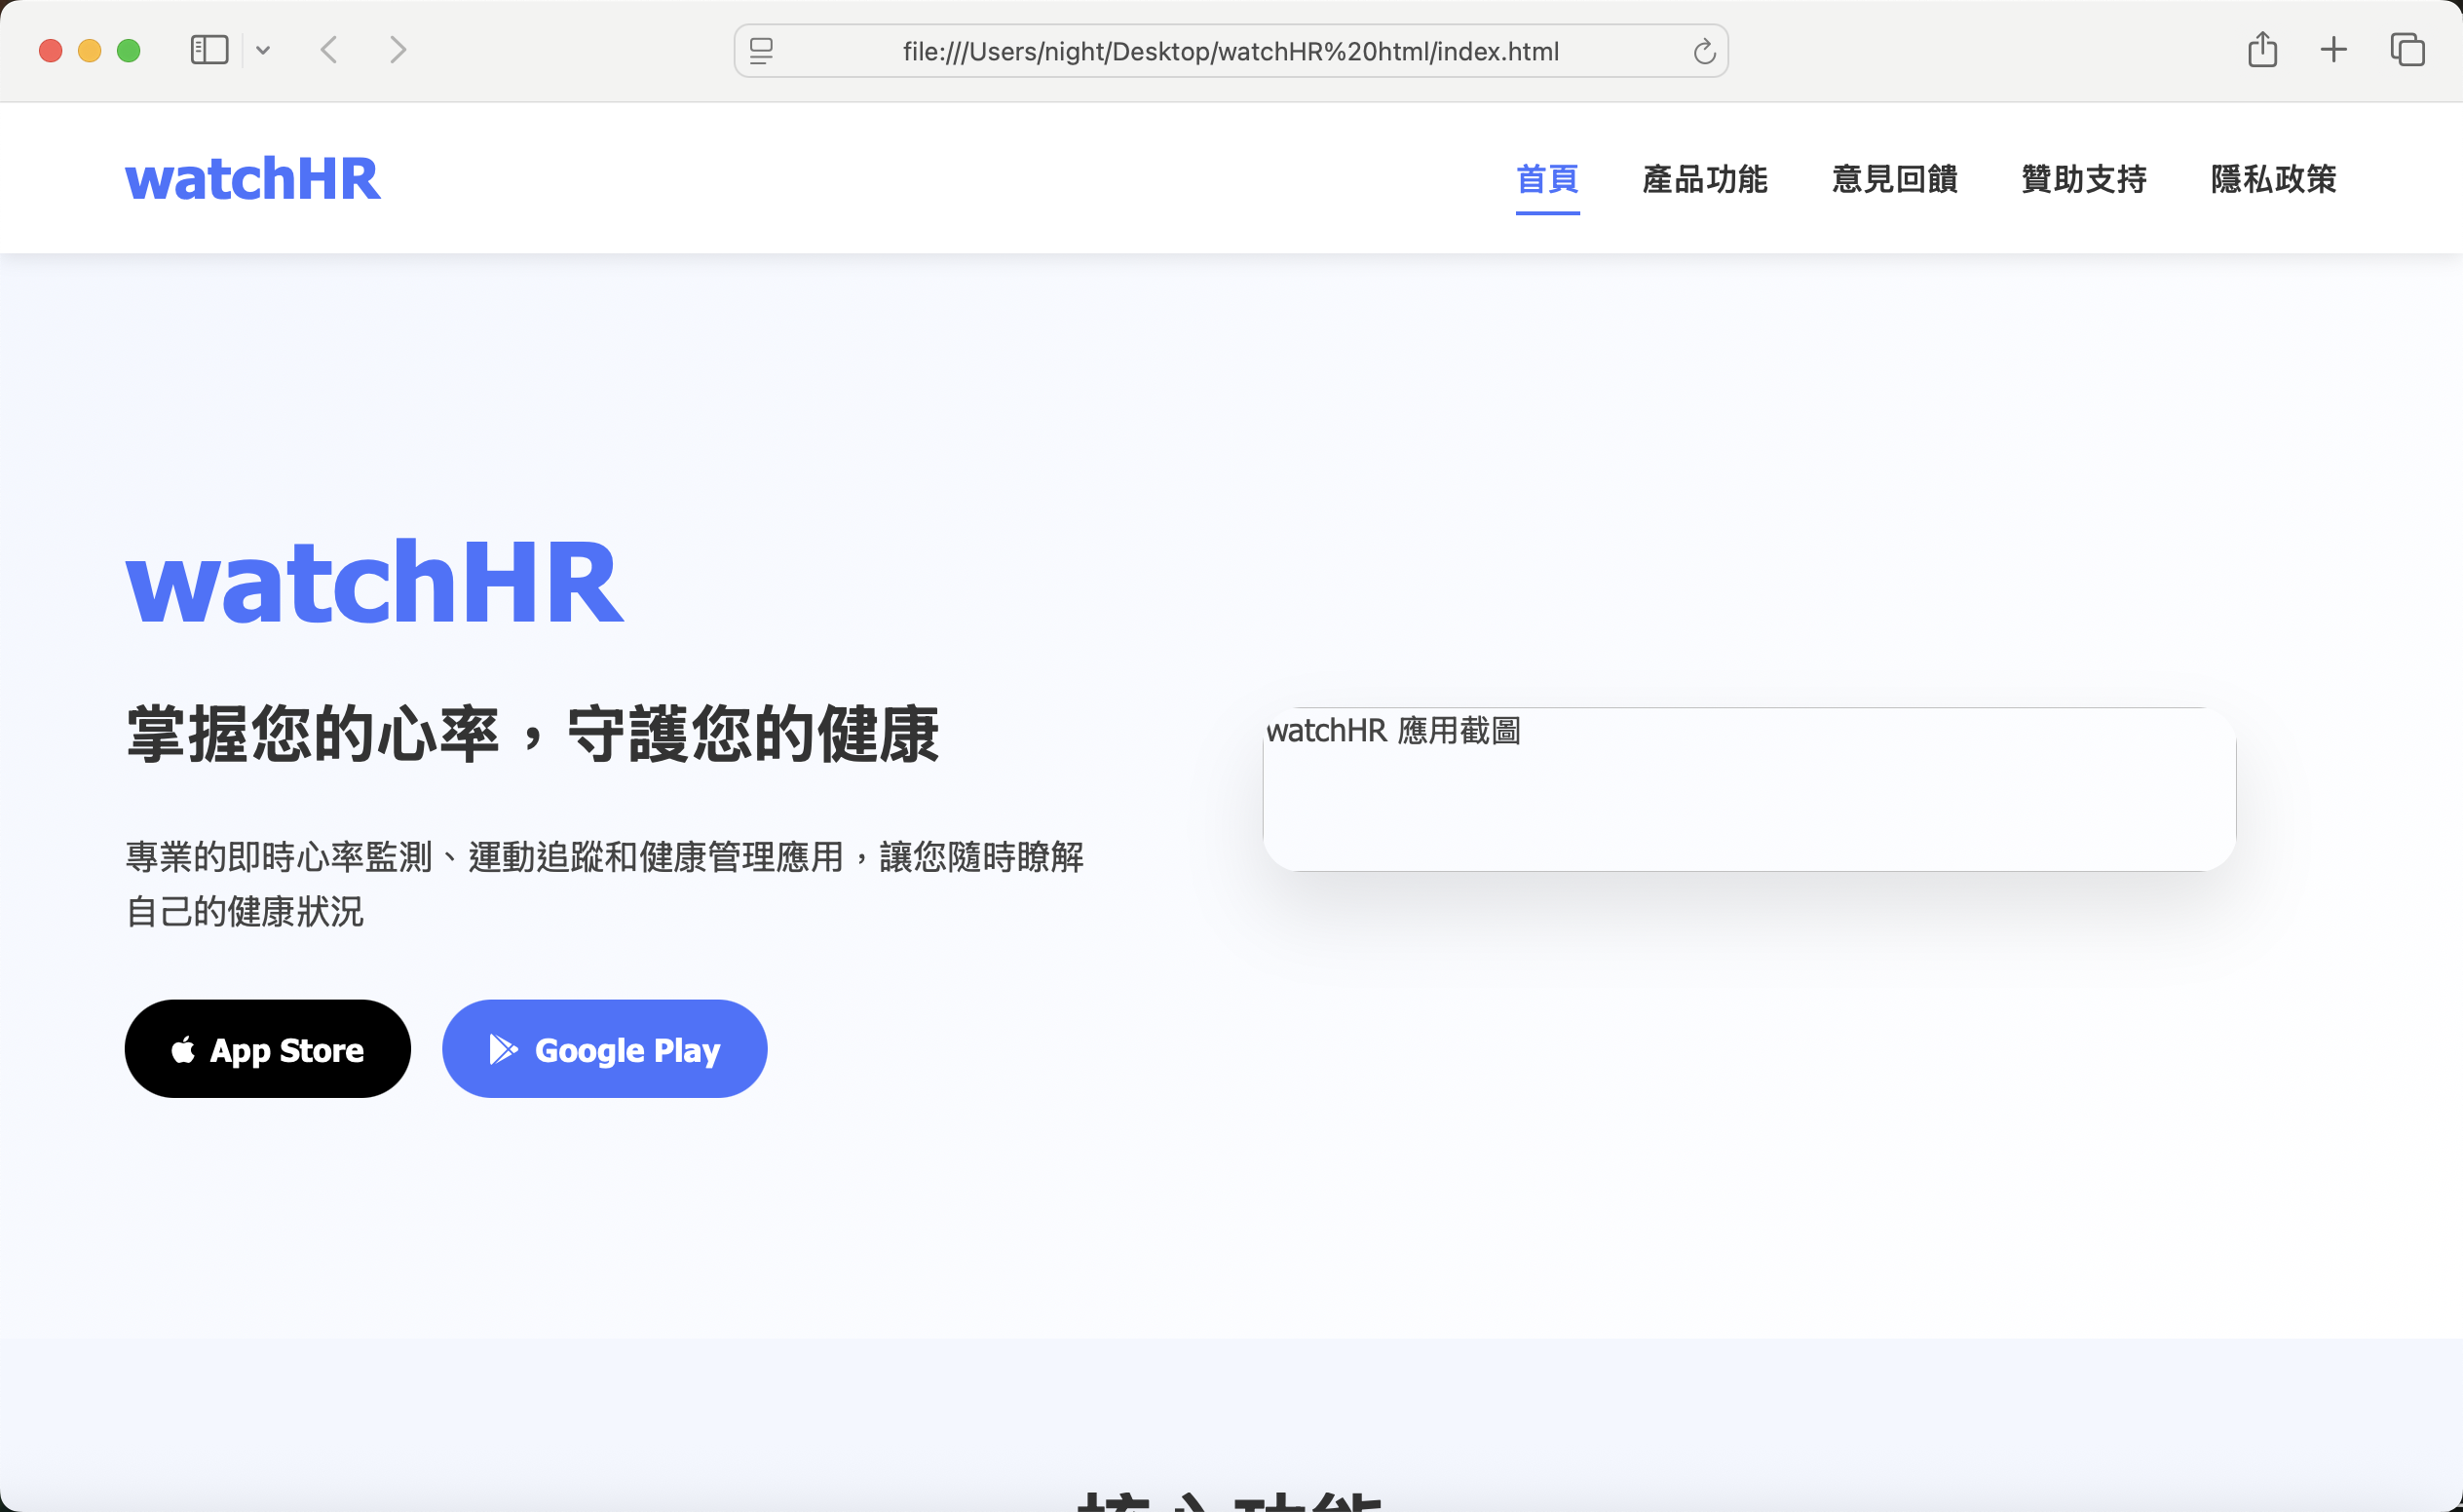 file:///Users/night/Desktop/watchHR%20html/index.html
watchHR
首頁 產品功能 意見回饋 贊助支持 隱私政策
watchHR
掌握您的心率，守護您的健康
專業的即時心率監測、運動追蹤和健康管理應用，讓您隨時瞭解
自己的健康狀況
App Store Google Play
watchHR 應用截圖
核心功能